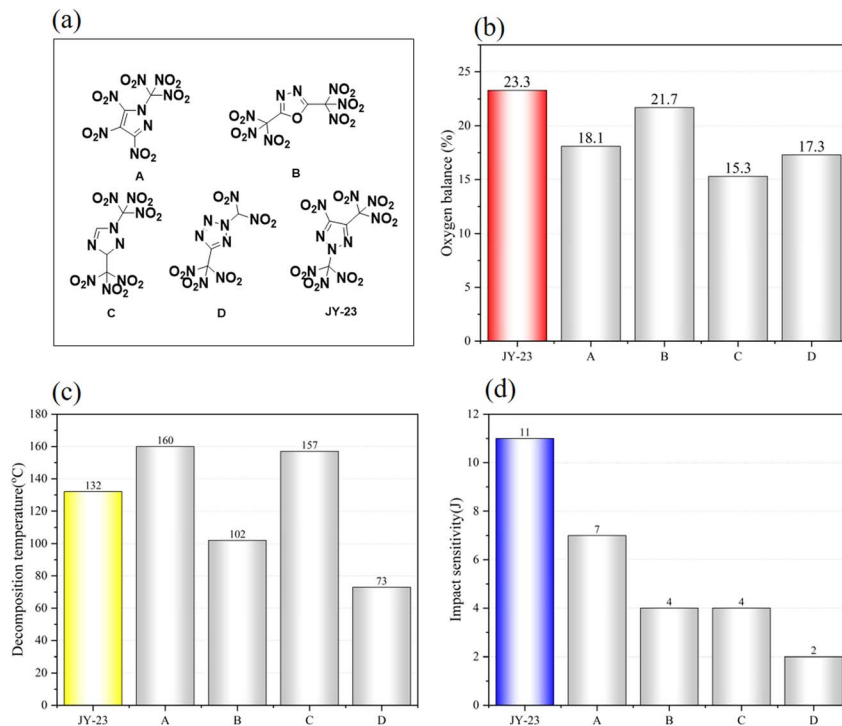 (a)
NO₂
O₂N NO₂
O₂N NO₂
N
N
O₂N
NO₂
A
N-N
O₂N NO₂
O₂N O NO₂
O₂N NO₂
B
O₂N NO₂
NO₂
N
N
N
O₂N NO₂
NO₂
C
O₂N
NO₂
N N
N N
O₂N NO₂
NO₂
D
O₂N NO₂
O₂N NO₂
N N
N
O₂N NO₂
NO₂
JY-23
(b)
Oxygen balance (%)
25
20
15
10
5
0
23.3
18.1
21.7
15.3
17.3
JY-23 A B C D
(c)
Decomposition temperature(°C)
180
160
140
120
100
80
60
40
20
0
132
160
102
157
73
JY-23 A B C D
(d)
Impact sensitivity(J)
12
10
8
6
4
2
0
11
7
4
4
2
JY-23 A B C D